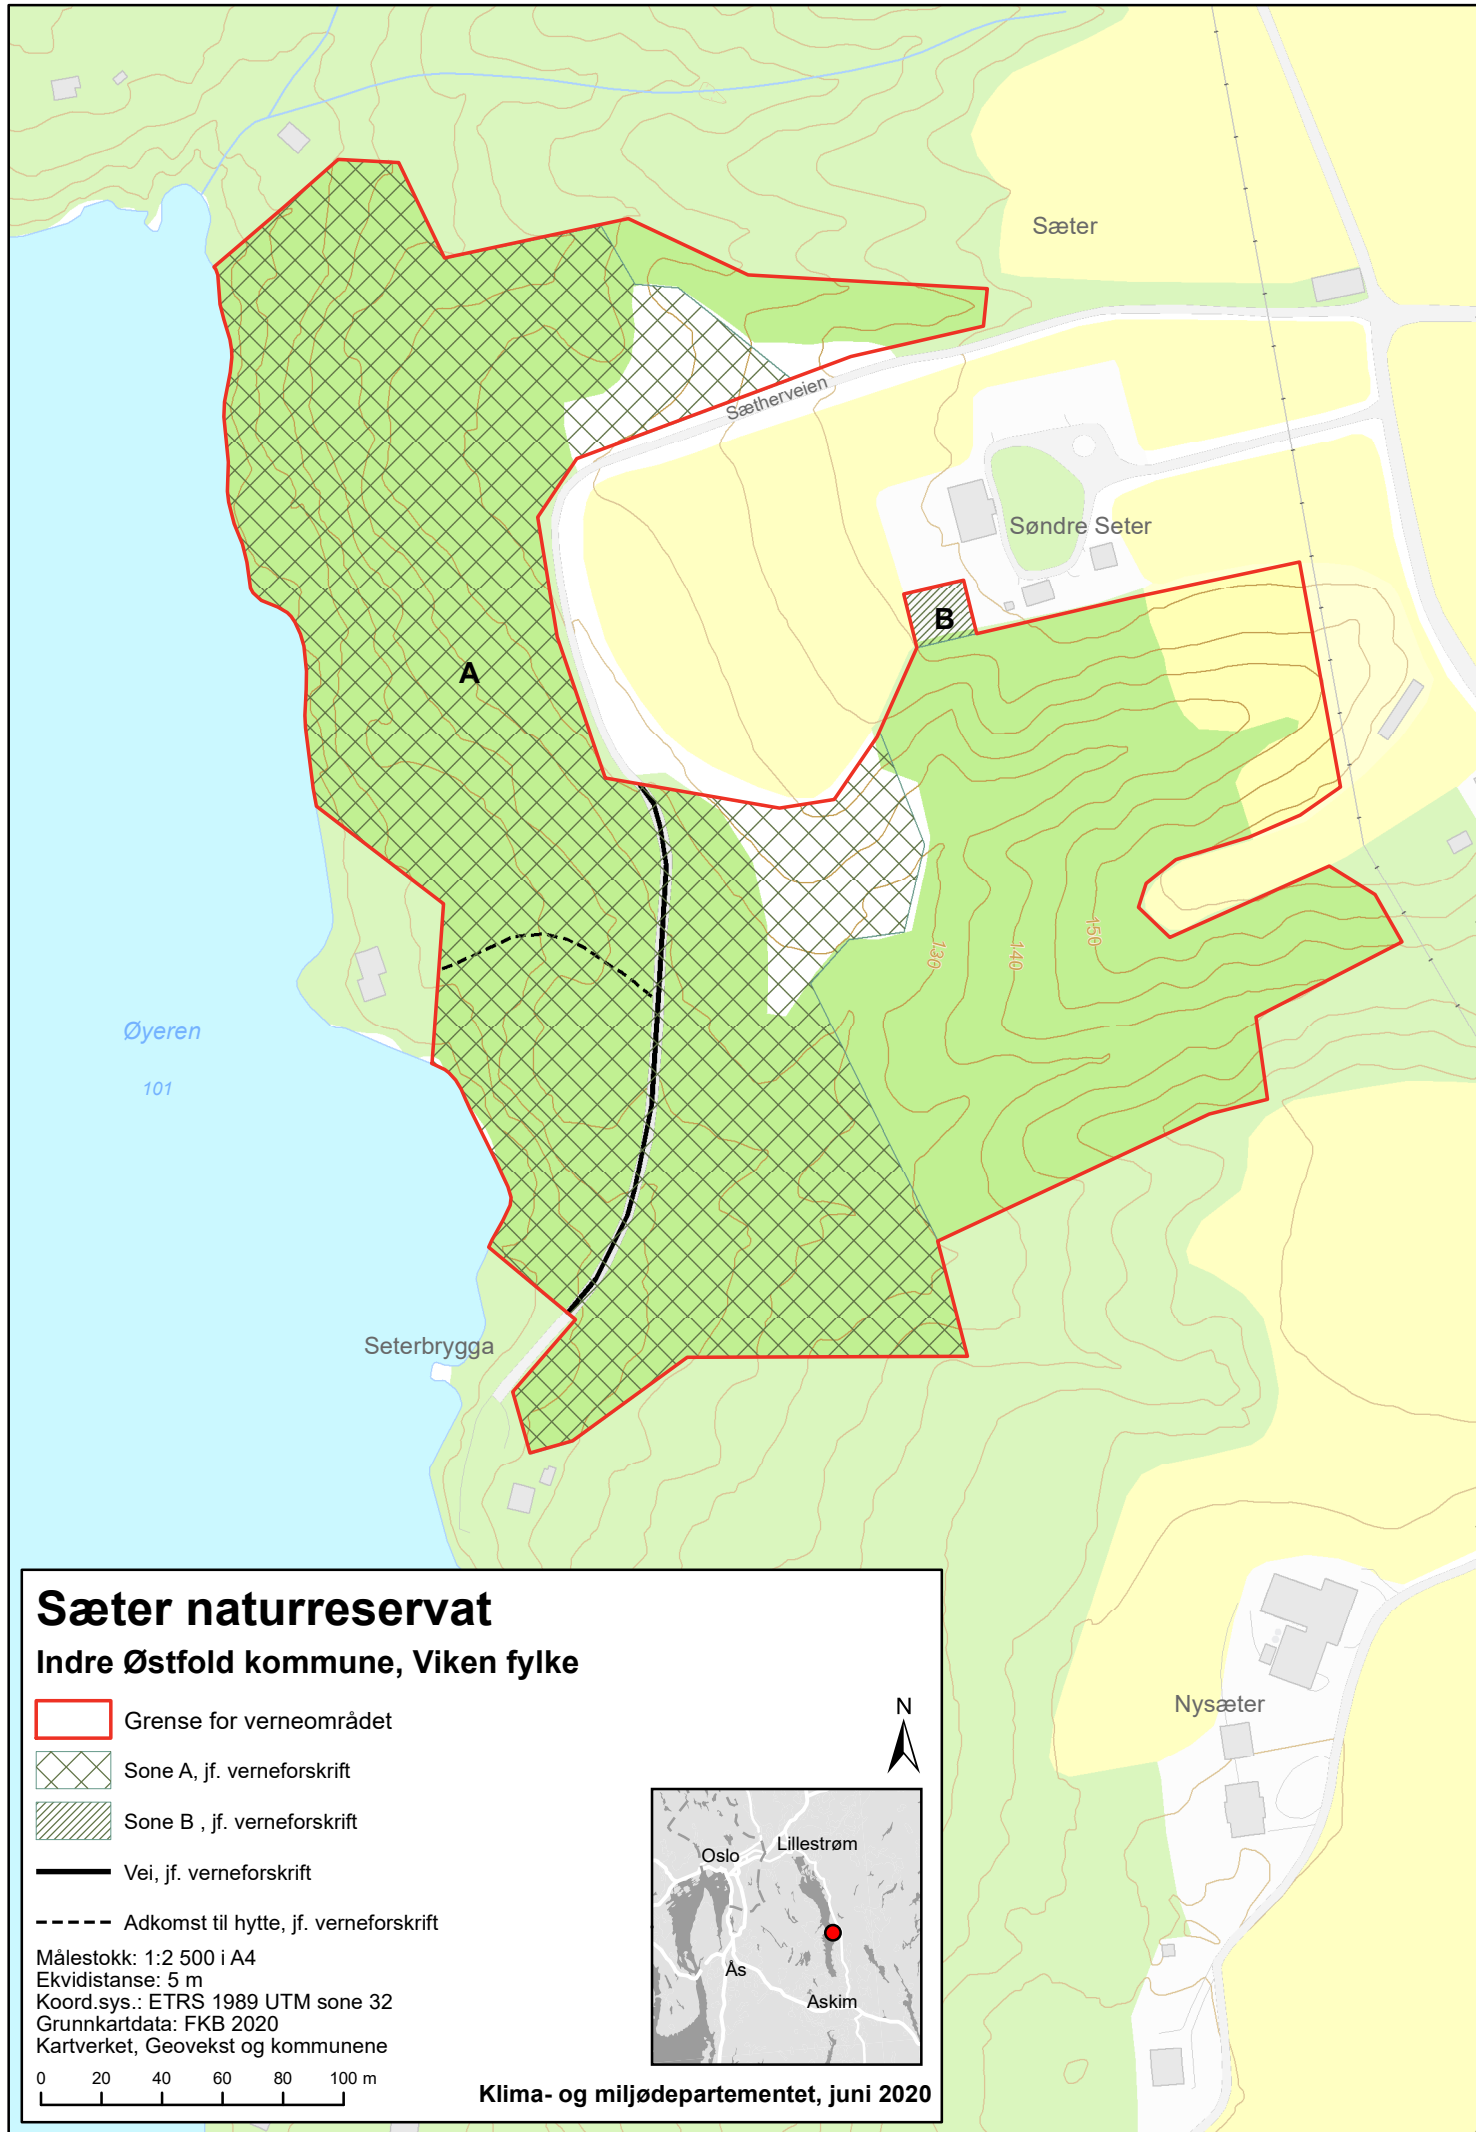 Sæter
Sætherveien
Søndre Seter
B
A
130
140
150
Øyeren
101
Seterbrygga
Nysæter
Sæter naturreservat
Indre Østfold kommune, Viken fylke
Grense for verneområdet
Sone A, jf. verneforskrift
Sone B , jf. verneforskrift
Vei, jf. verneforskrift
Adkomst til hytte, jf. verneforskrift
Målestokk: 1:2 500 i A4
Ekvidistanse: 5 m
Koord.sys.: ETRS 1989 UTM sone 32
Grunnkartdata: FKB 2020
Kartverket, Geovekst og kommunene
0 20 40 60 80 100 m
N
Oslo
Lillestrøm
Ås
Askim
Klima- og miljødepartementet, juni 2020